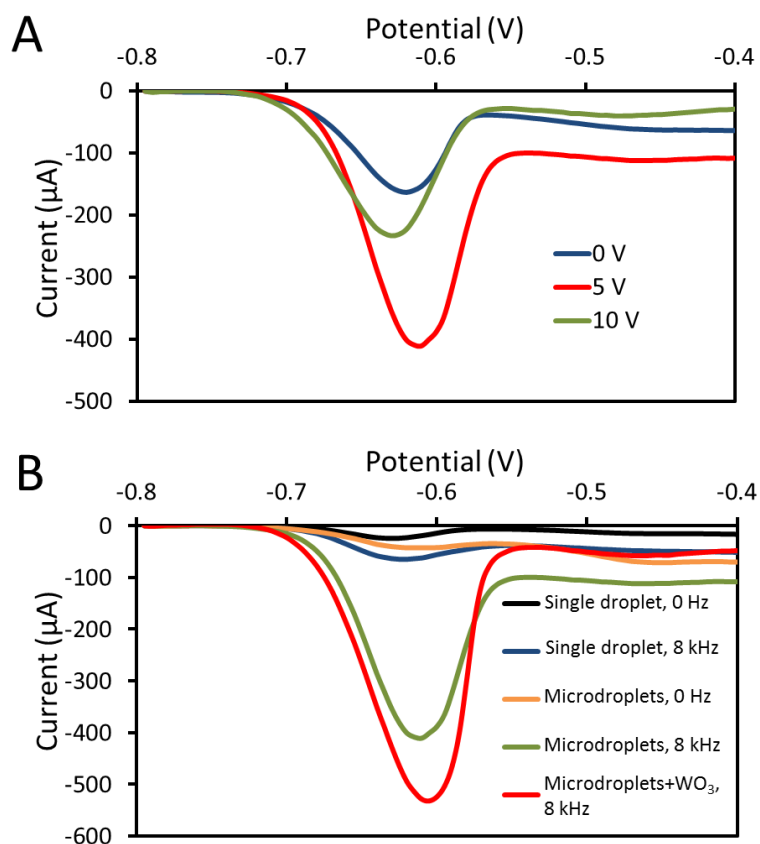 A
Potential (V)
-0.8 -0.7 -0.6 -0.5 -0.4
0
-100
-200
-300
-400
-500
Current (µA)
0 V
5 V
10 V
B
Potential (V)
-0.8 -0.7 -0.6 -0.5 -0.4
0
-100
-200
-300
-400
-500
-600
Current (µA)
Single droplet, 0 Hz
Single droplet, 8 kHz
Microdroplets, 0 Hz
Microdroplets, 8 kHz
Microdroplets+WO₃,
8 kHz